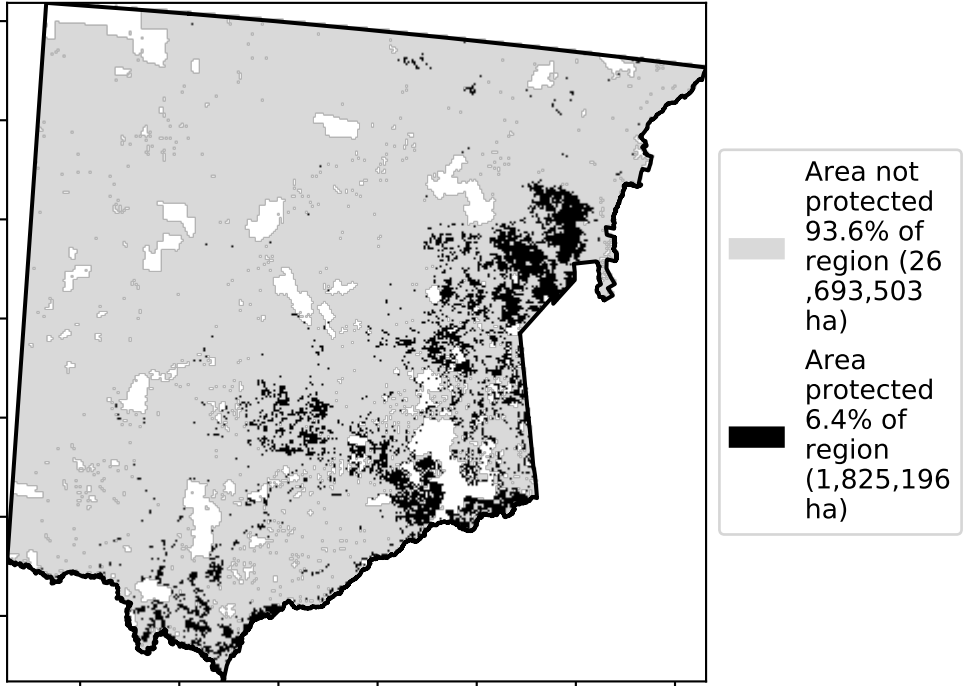 Area not
protected
93.6% of
region (26
,693,503
ha)
Area
protected
6.4% of
region
(1,825,196
ha)